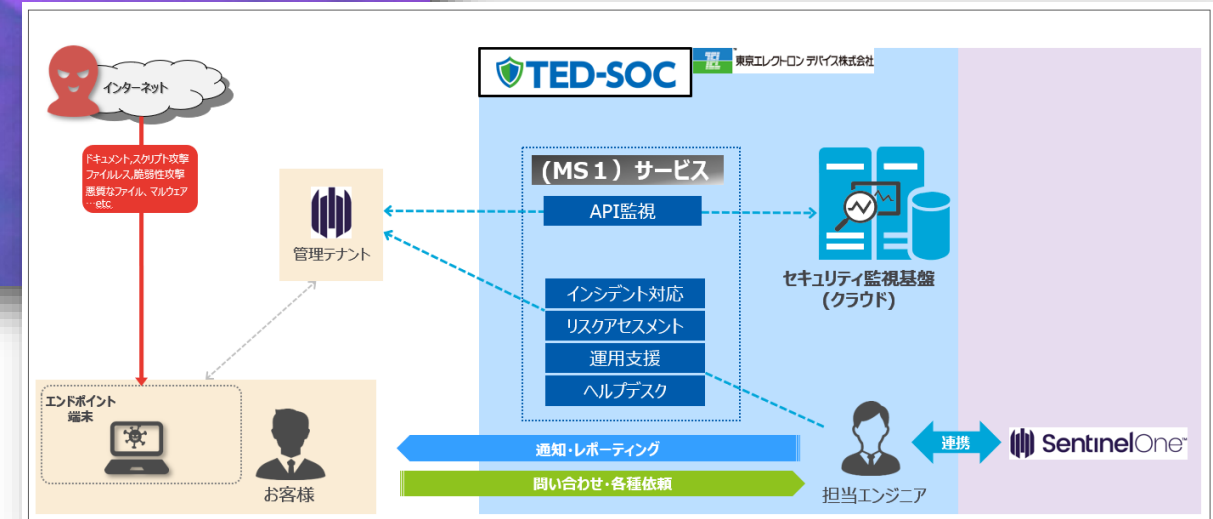 インターネット
ドキュメント,スクリプト攻撃
ファイルレス,脆弱性攻撃
悪質なファイル、マルウェア
…etc.
管理テナント
エンドポイント
端末
お客様
TED-SOC
東京エレクトロン デバイス株式会社
(MS１) サービス
API監視
インシデント対応
リスクアセスメント
運用支援
ヘルプデスク
セキュリティ監視基盤
(クラウド)
通知・レポーティング
問い合わせ・各種依頼
担当エンジニア
連携
SentinelOne™